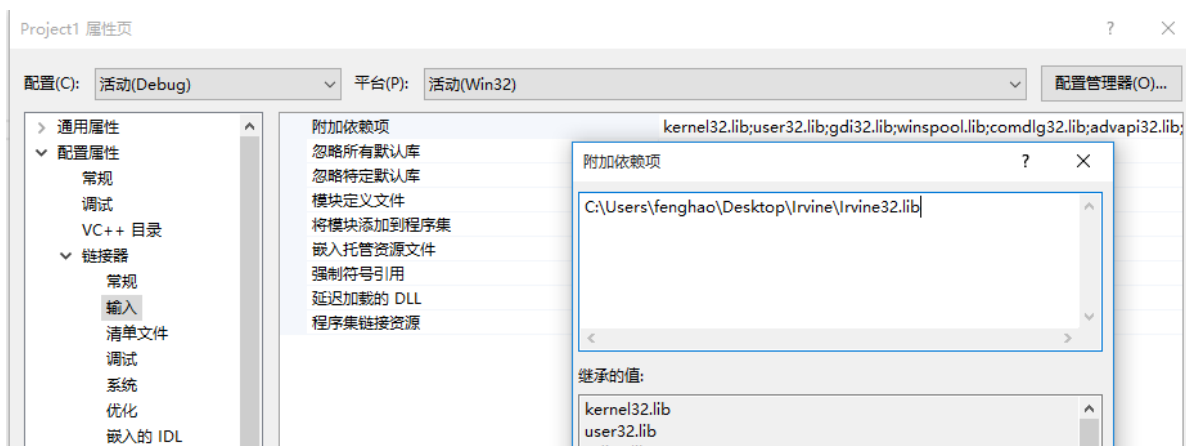 Project1 属性页
配置(C): 活动(Debug) 平台(P): 活动(Win32) 配置管理器(O)...
通用属性
配置属性
常规
调试
VC++ 目录
链接器
常规
输入
清单文件
调试
系统
优化
嵌入的 IDL
附加依赖项 kernel32.lib;user32.lib;gdi32.lib;winspool.lib;comdlg32.lib;advapi32.lib;
忽略所有默认库
忽略特定默认库
模块定义文件
将模块添加到程序集
嵌入托管资源文件
强制符号引用
延迟加载的 DLL
程序集链接资源
附加依赖项
C:\Users\fenghao\Desktop\Irvine\Irvine32.lib
继承的值:
kernel32.lib
user32.lib